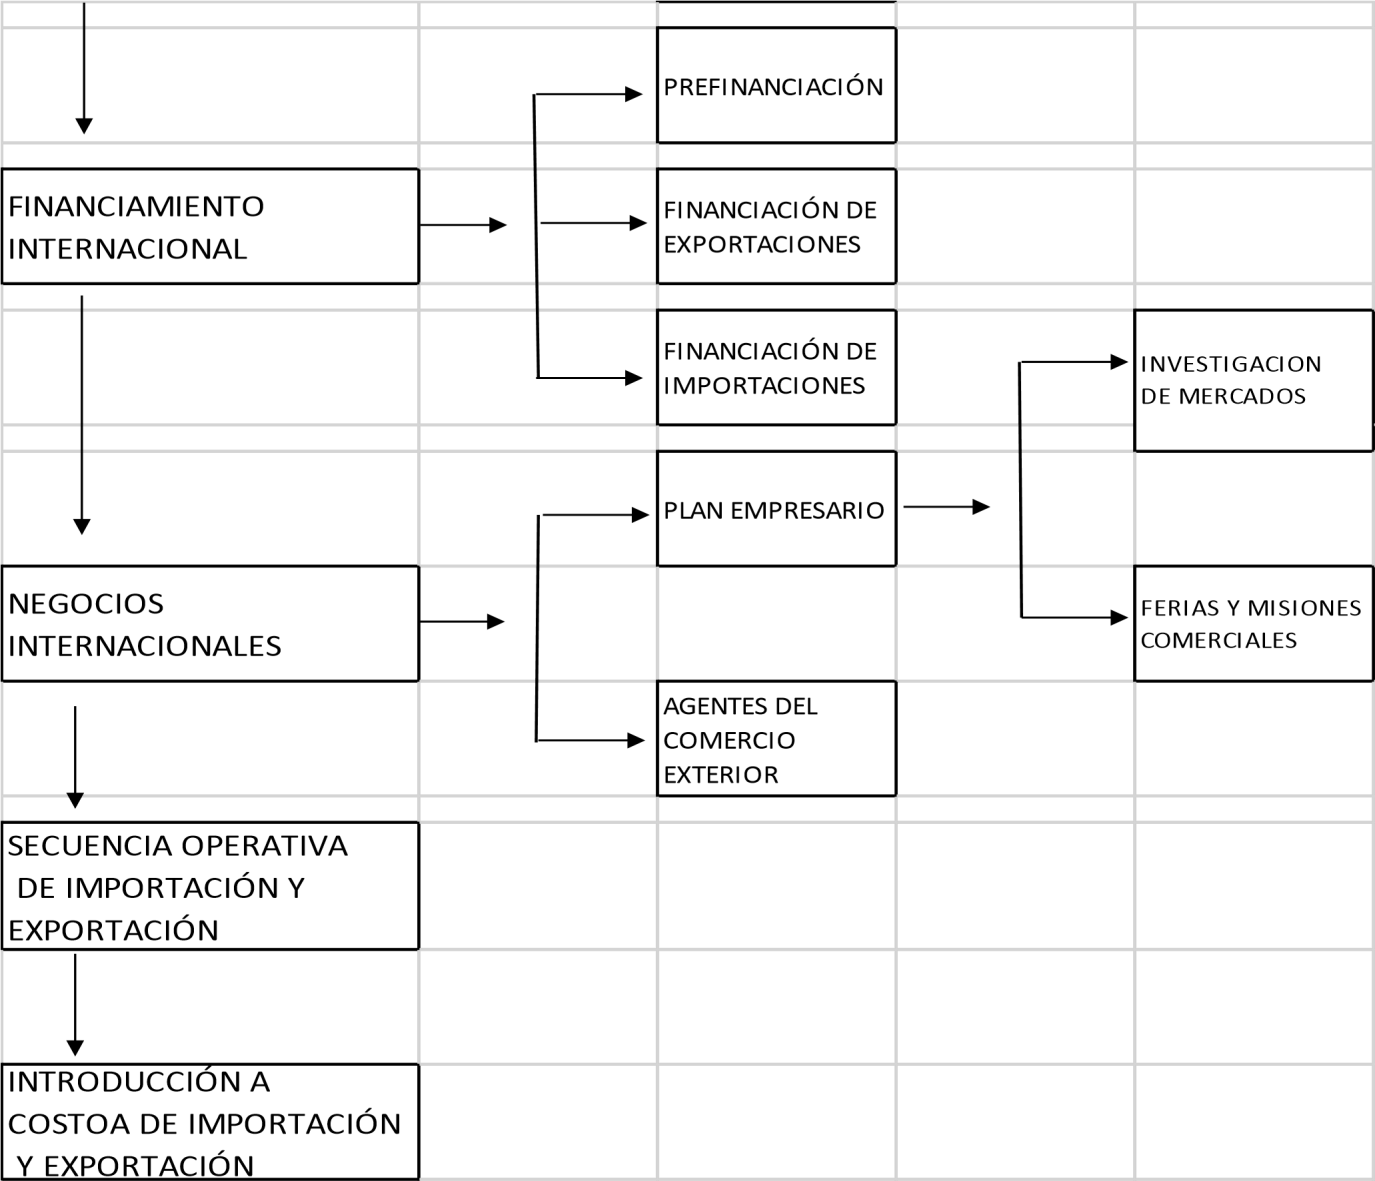 PREFINANCIACIÓN
FINANCIAMIENTO
INTERNACIONAL
FINANCIACIÓN DE
EXPORTACIONES
FINANCIACIÓN DE
IMPORTACIONES
INVESTIGACION
DE MERCADOS
PLAN EMPRESARIO
NEGOCIOS
INTERNACIONALES
FERIAS Y MISIONES
COMERCIALES
AGENTES DEL
COMERCIO
EXTERIOR
SECUENCIA OPERATIVA
DE IMPORTACIÓN Y
EXPORTACIÓN
INTRODUCCIÓN A
COSTOA DE IMPORTACIÓN
Y EXPORTACIÓN